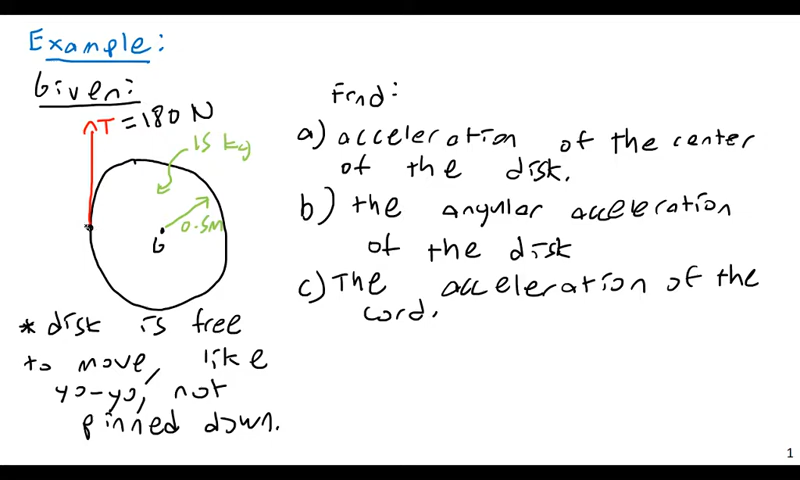 Example:
Given:
T = 180 N
15 kg
0.5M
G
* disk is free
to move, like
yo-yo, not
pinned down.
Find:
a) acceleration of the center
of the disk.
b) the angular acceleration
of the disk
c) The acceleration of the
cord.
1